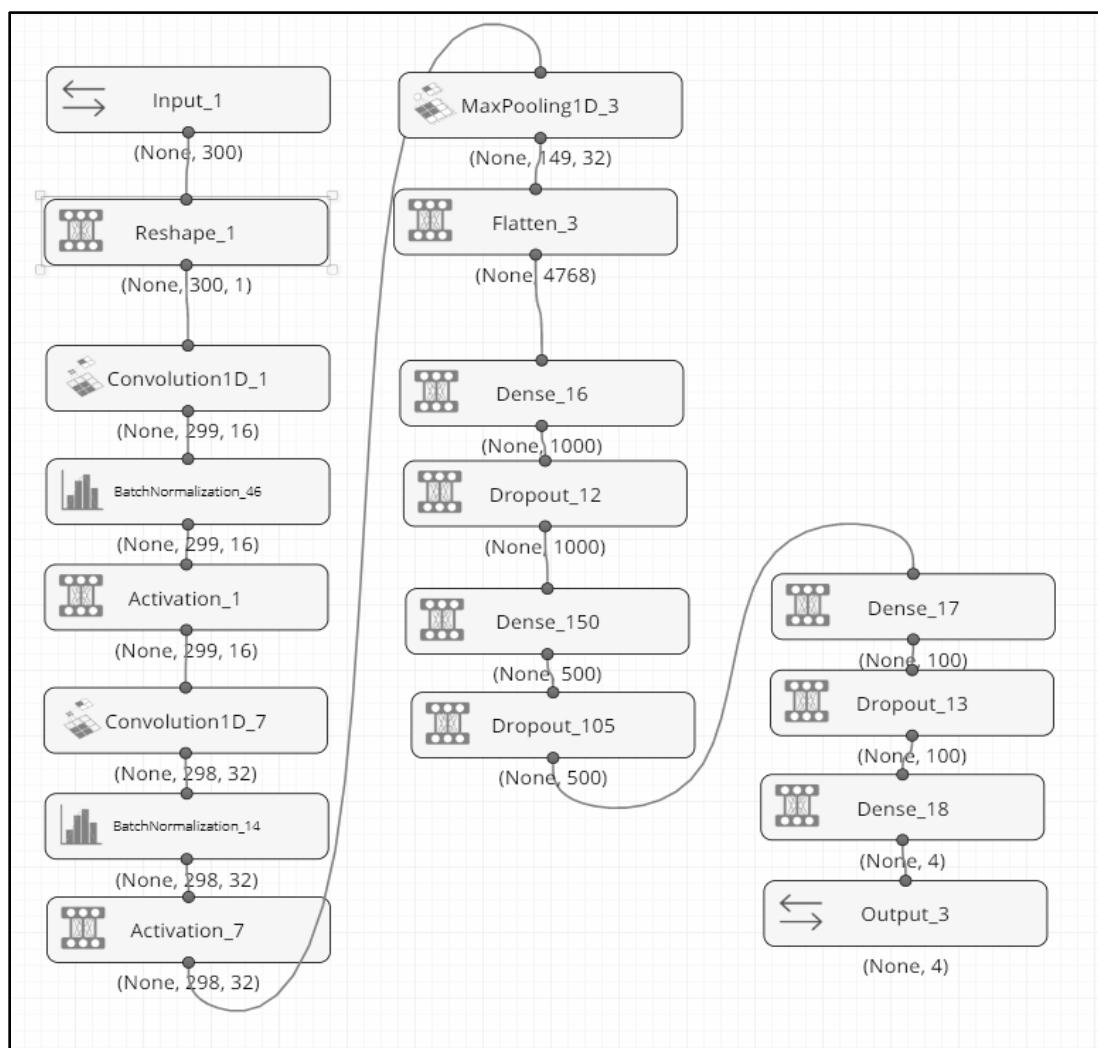 Input_1
(None, 300)
Reshape_1
(None, 300, 1)
Convolution1D_1
(None, 299, 16)
BatchNormalization_46
(None, 299, 16)
Activation_1
(None, 299, 16)
Convolution1D_7
(None, 298, 32)
BatchNormalization_14
(None, 298, 32)
Activation_7
(None, 298, 32)
MaxPooling1D_3
(None, 149, 32)
Flatten_3
(None, 4768)
Dense_16
(None, 1000)
Dropout_12
(None, 1000)
Dense_150
(None, 500)
Dropout_105
(None, 500)
Dense_17
(None, 100)
Dropout_13
(None, 100)
Dense_18
(None, 4)
Output_3
(None, 4)